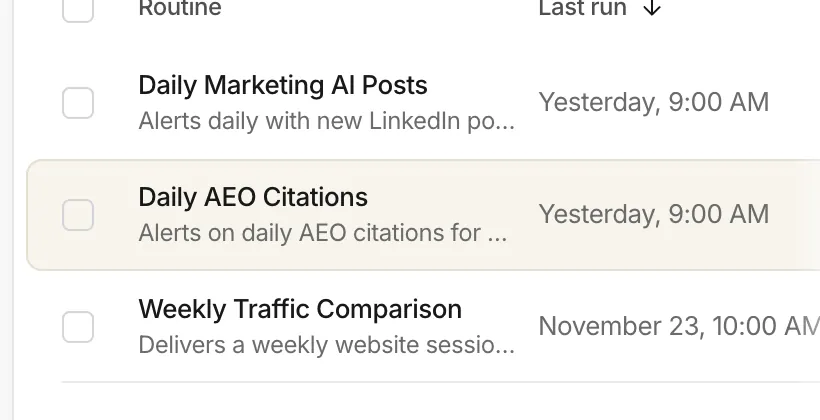 Routine
Last run ↓
Daily Marketing AI Posts
Alerts daily with new LinkedIn po...
Yesterday, 9:00 AM
Daily AEO Citations
Alerts on daily AEO citations for ...
Yesterday, 9:00 AM
Weekly Traffic Comparison
Delivers a weekly website sessio...
November 23, 10:00 AM